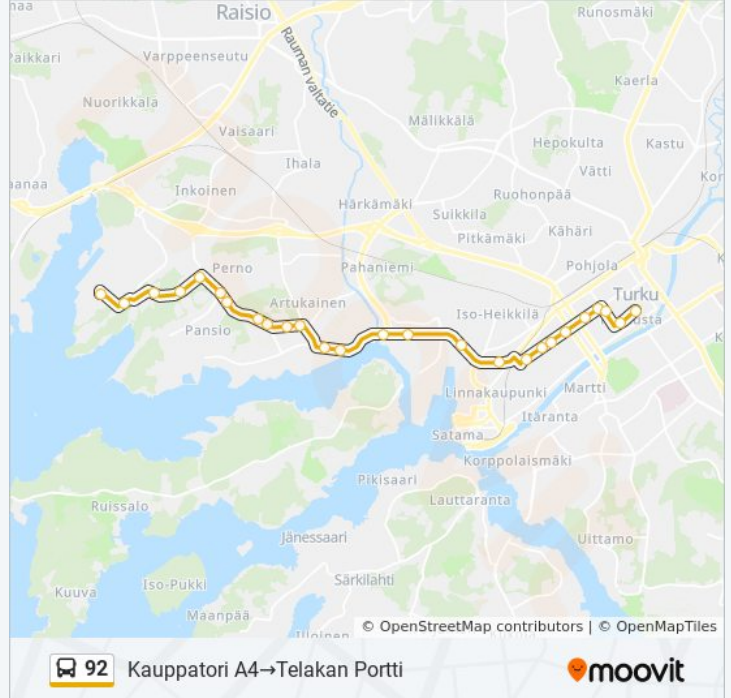 Raisio
Runosmäki
Rauman valtatie
Varppeenseutu
Kaerla
Nuorikkala
Vaisaari
Mälikkälä
Hepokulta
Kastu
Ihala
Vätti
Inkoinen
Ruohonpää
Härkämäki
Suikkila
Kähäri
Pitkämäki
Perno
Pahaniemi
Pohjola
Artukainen
Turku
Pansio
Iso-Heikkilä
Linnakaupunki
Martti
Itäranta
Satama
Korppolaismäki
Pikisaari
Lauttaranta
Ruissalo
Jänessaari
Uittamo
Iso-Pukki
Särkilahti
Kuuva
Maanpää
© OpenStreetMap contributors | © OpenMapTiles
92 Kauppatori A4→Telakan Portti
moovit